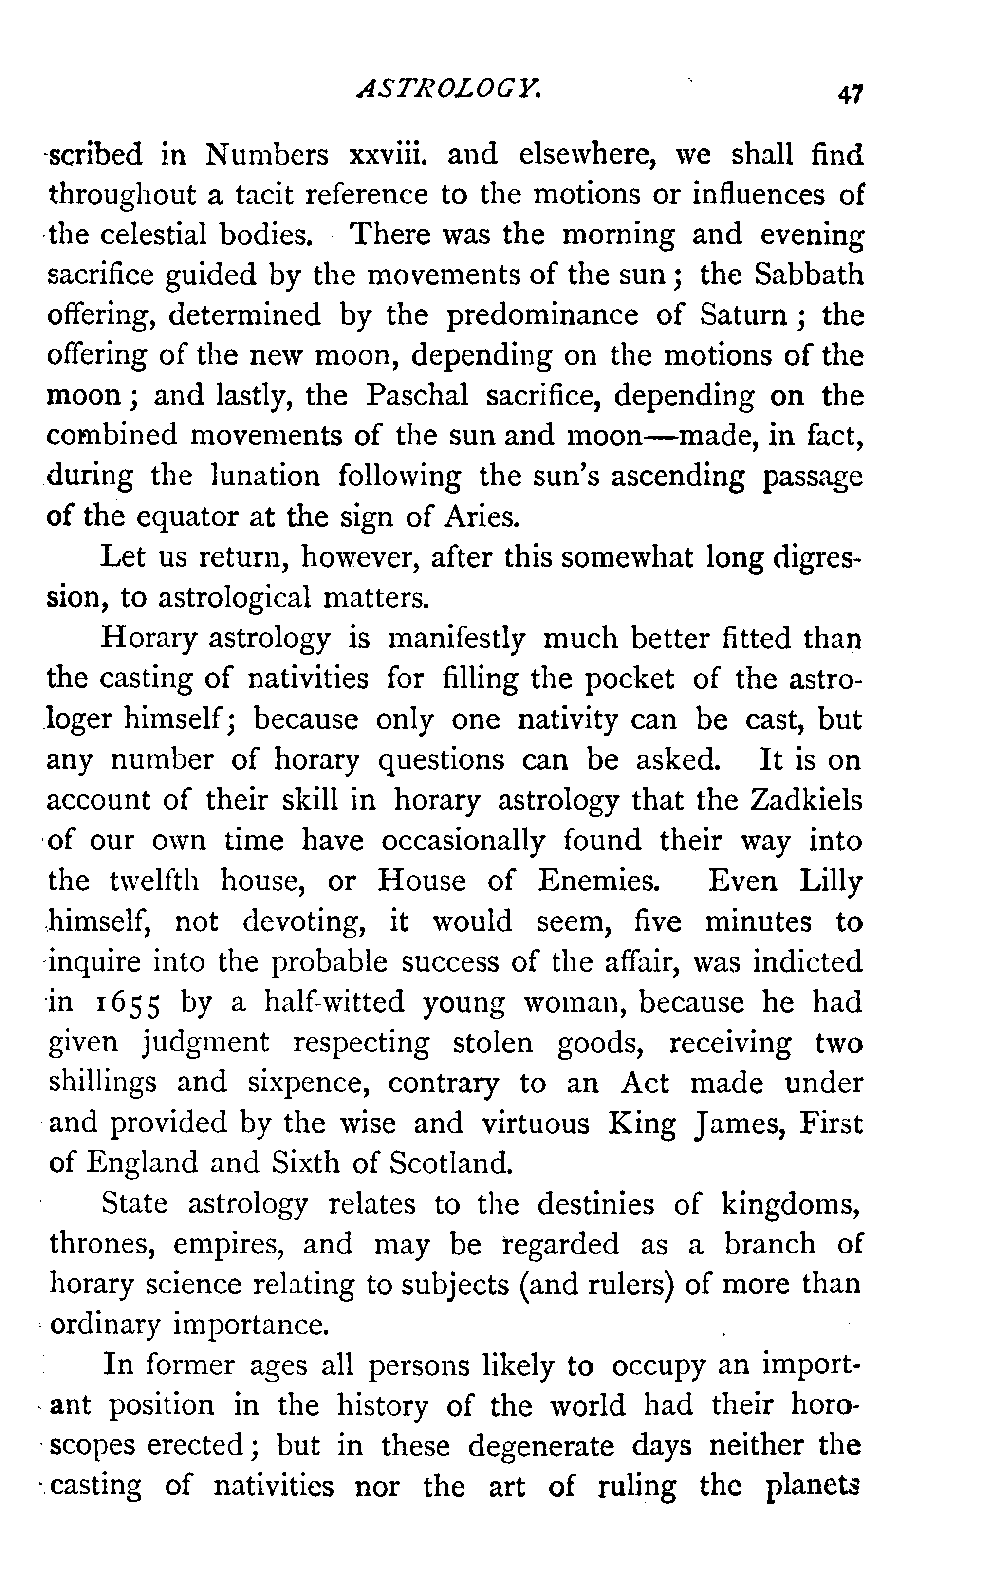 ASTROLOGY. 47
scribed in Numbers xxviii. and elsewhere, we shall find
throughout a tacit reference to the motions or influences of
the celestial bodies. There was the morning and evening
sacrifice guided by the movements of the sun; the Sabbath
offering, determined by the predominance of Saturn; the
offering of the new moon, depending on the motions of the
moon; and lastly, the Paschal sacrifice, depending on the
combined movements of the sun and moon—made, in fact,
during the lunation following the sun's ascending passage
of the equator at the sign of Aries.
Let us return, however, after this somewhat long digres-
sion, to astrological matters.
Horary astrology is manifestly much better fitted than
the casting of nativities for filling the pocket of the astro-
loger himself; because only one nativity can be cast, but
any number of horary questions can be asked. It is on
account of their skill in horary astrology that the Zadkiels
of our own time have occasionally found their way into
the twelfth house, or House of Enemies. Even Lilly
himself, not devoting, it would seem, five minutes to
inquire into the probable success of the affair, was indicted
in 1655 by a half-witted young woman, because he had
given judgment respecting stolen goods, receiving two
shillings and sixpence, contrary to an Act made under
and provided by the wise and virtuous King James, First
of England and Sixth of Scotland.
State astrology relates to the destinies of kingdoms,
thrones, empires, and may be regarded as a branch of
horary science relating to subjects (and rulers) of more than
ordinary importance.
In former ages all persons likely to occupy an import-
ant position in the history of the world had their horo-
scopes erected; but in these degenerate days neither the
casting of nativities nor the art of ruling the planets